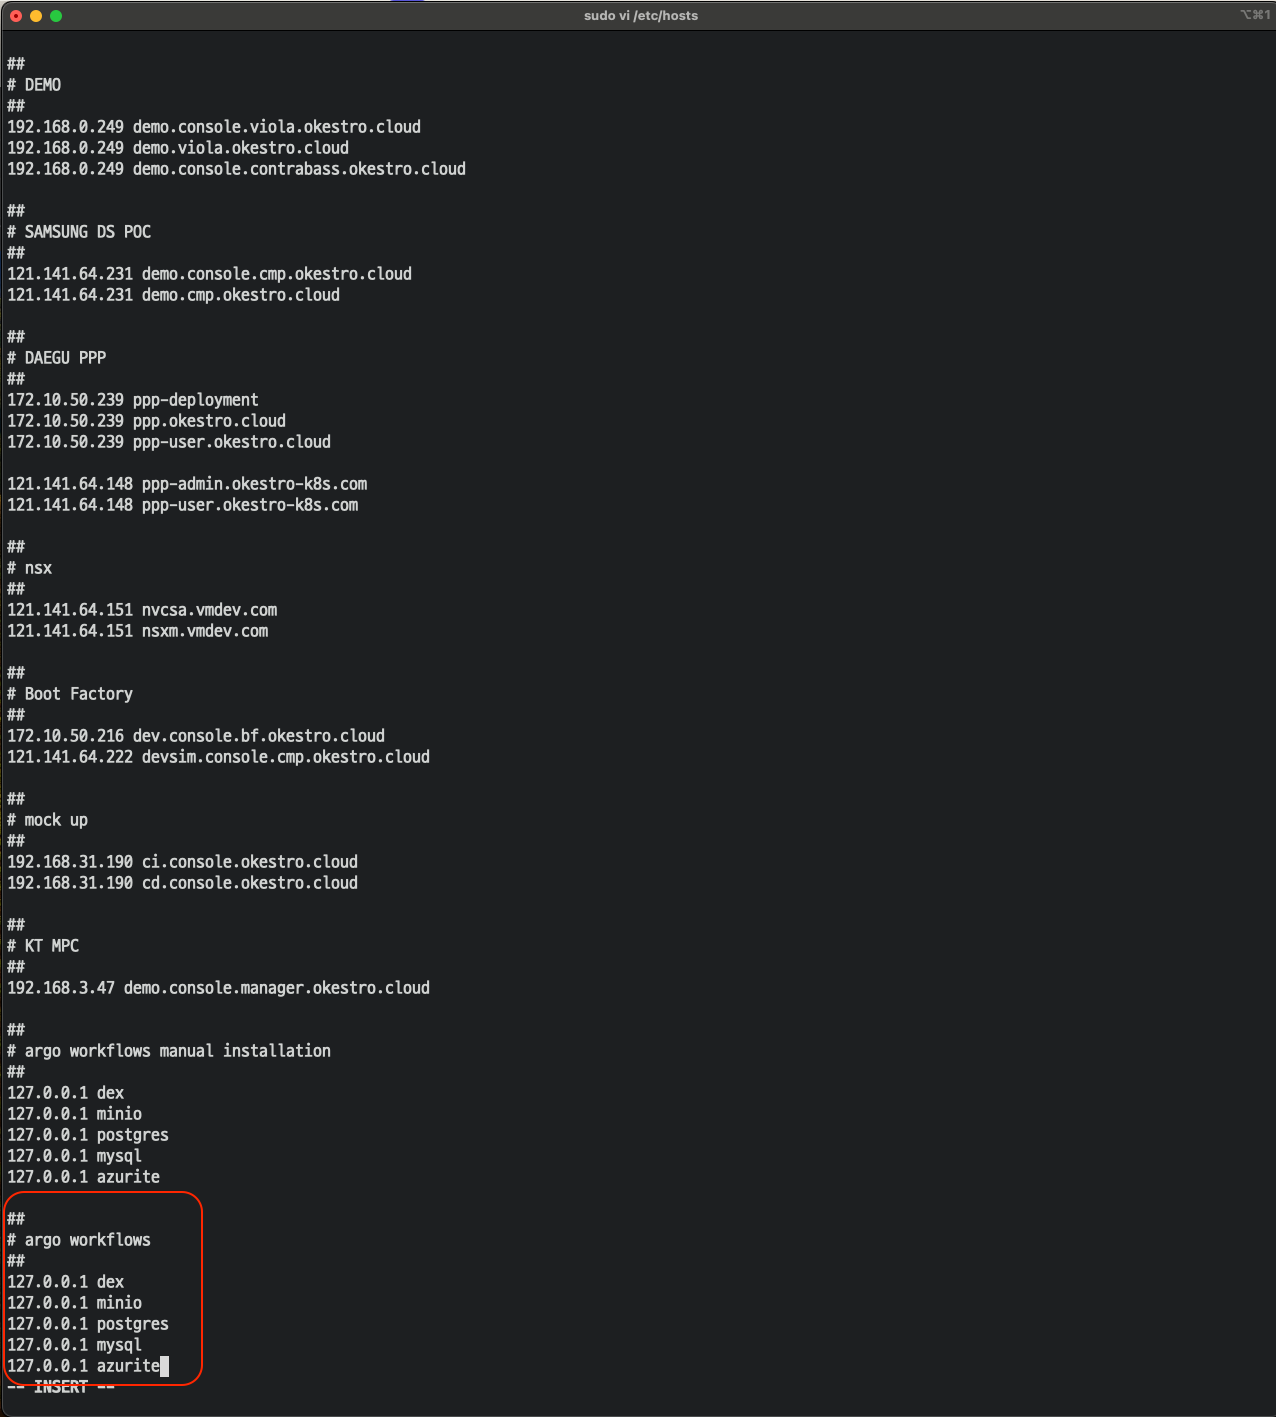 sudo vi /etc/hosts
⌥⌘1
##
# DEMO
##
192.168.0.249 demo.console.viola.okestro.cloud
192.168.0.249 demo.viola.okestro.cloud
192.168.0.249 demo.console.contrabass.okestro.cloud
##
# SAMSUNG DS POC
##
121.141.64.231 demo.console.cmp.okestro.cloud
121.141.64.231 demo.cmp.okestro.cloud
##
# DAEGU PPP
##
172.10.50.239 ppp-deployment
172.10.50.239 ppp.okestro.cloud
172.10.50.239 ppp-user.okestro.cloud
121.141.64.148 ppp-admin.okestro-k8s.com
121.141.64.148 ppp-user.okestro-k8s.com
##
# nsx
##
121.141.64.151 nvcsa.vmdev.com
121.141.64.151 nsxm.vmdev.com
##
# Boot Factory
##
172.10.50.216 dev.console.bf.okestro.cloud
121.141.64.222 devsim.console.cmp.okestro.cloud
##
# mock up
##
192.168.31.190 ci.console.okestro.cloud
192.168.31.190 cd.console.okestro.cloud
##
# KT MPC
##
192.168.3.47 demo.console.manager.okestro.cloud
##
# argo workflows manual installation
##
127.0.0.1 dex
127.0.0.1 minio
127.0.0.1 postgres
127.0.0.1 mysql
127.0.0.1 azurite
##
# argo workflows
##
127.0.0.1 dex
127.0.0.1 minio
127.0.0.1 postgres
127.0.0.1 mysql
127.0.0.1 azurite
-- INSERT --